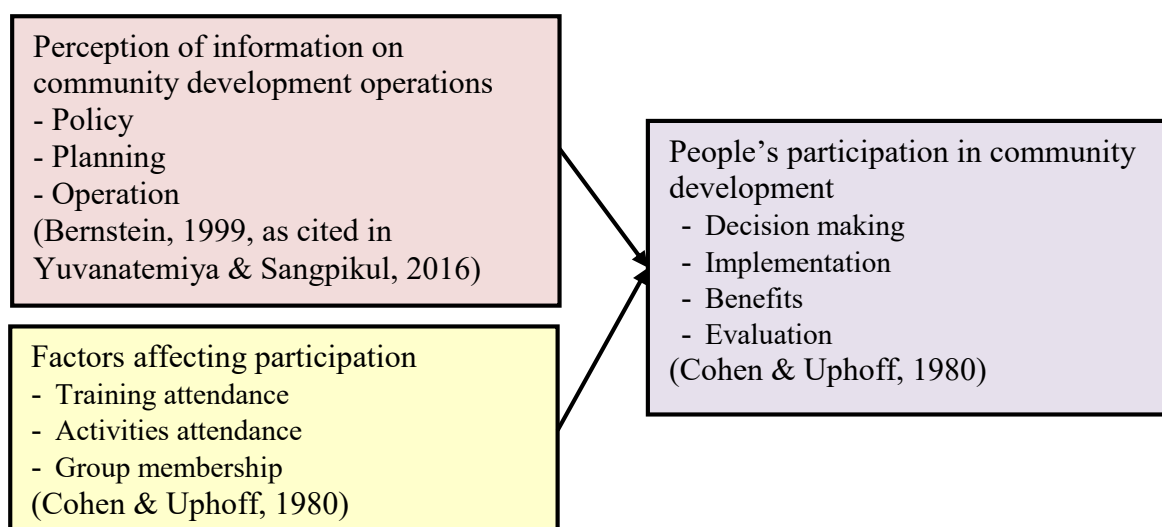 Perception of information on
community development operations
- Policy
- Planning
- Operation
(Bernstein, 1999, as cited in
Yuvanatemiya & Sangpikul, 2016)
Factors affecting participation
- Training attendance
- Activities attendance
- Group membership
(Cohen & Uphoff, 1980)
People’s participation in community
development
- Decision making
- Implementation
- Benefits
- Evaluation
(Cohen & Uphoff, 1980)